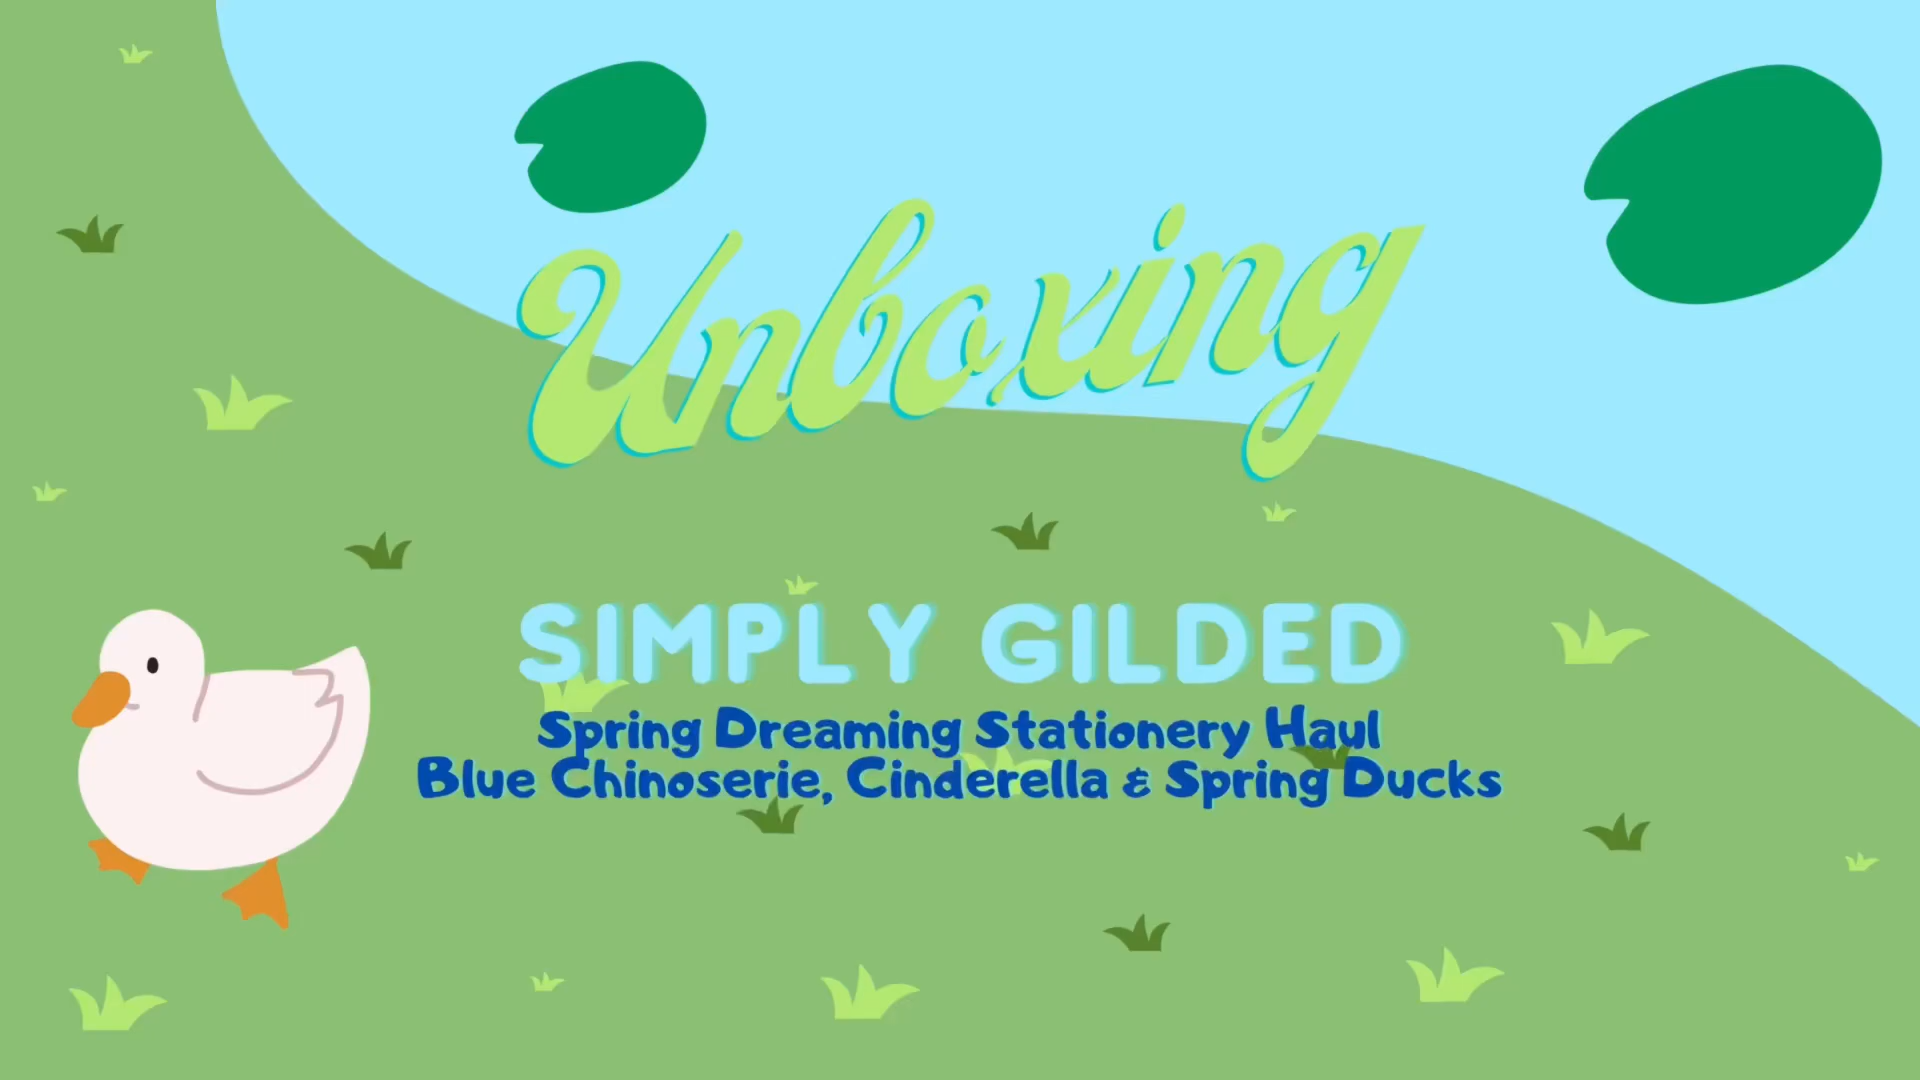 Unboxing
SIMPLY GILDED
Spring Dreaming Stationery Haul
Blue Chinoserie, Cinderella & Spring Ducks